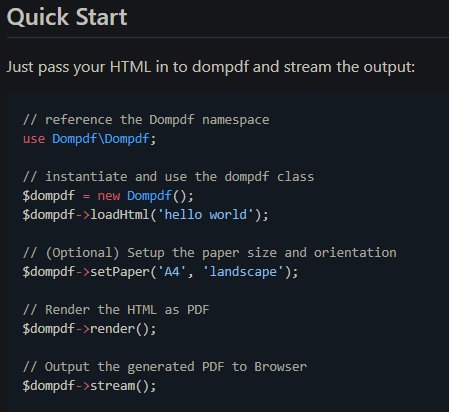 Quick Start
Just pass your HTML in to dompdf and stream the output:
// reference the Dompdf namespace
use Dompdf\Dompdf;
// instantiate and use the dompdf class
$dompdf = new Dompdf();
$dompdf->loadHtml('hello world');
// (Optional) Setup the paper size and orientation
$dompdf->setPaper('A4', 'landscape');
// Render the HTML as PDF
$dompdf->render();
// Output the generated PDF to Browser
$dompdf->stream();